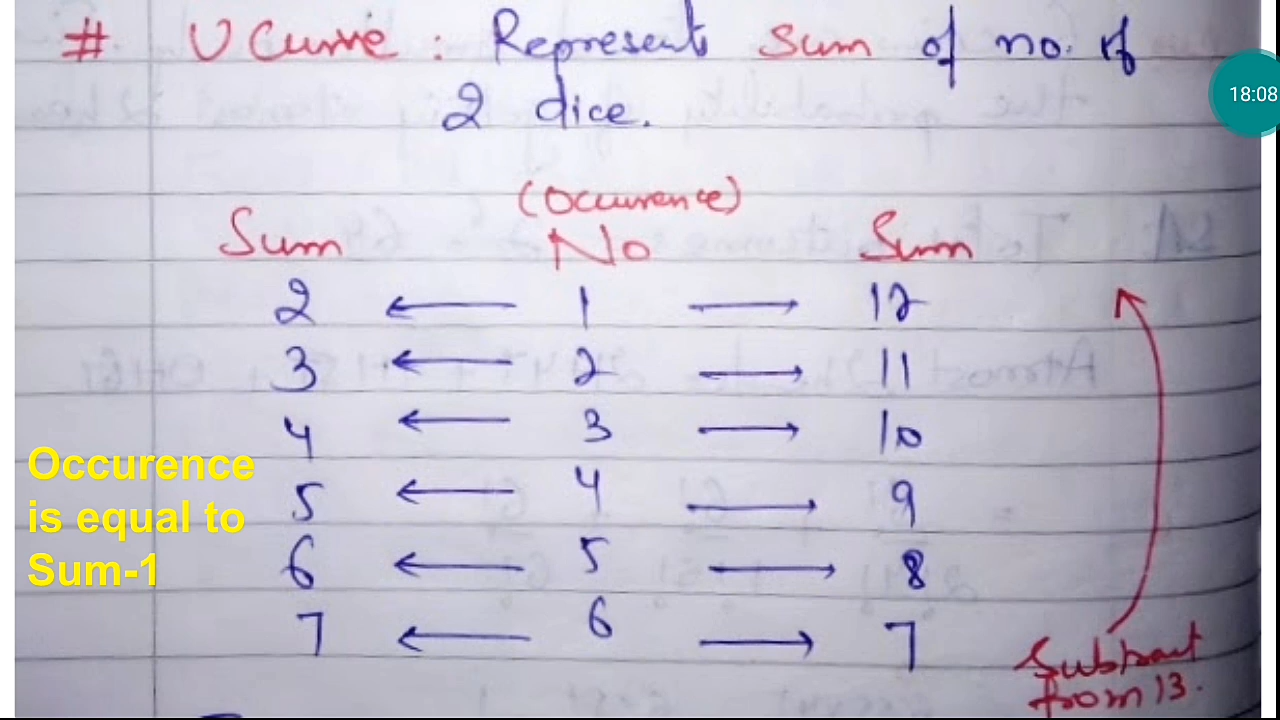 # U Curve : Represents Sum of no. of
2 dice.
18:08
(Occurence)
Sum No Sum
2 ← 1 → 12
3 ← 2 → 11
4 ← 3 → 10
5 ← 4 → 9
6 ← 5 → 8
7 ← 6 → 7
Occurence
is equal to
Sum-1
Subtract
from 13.